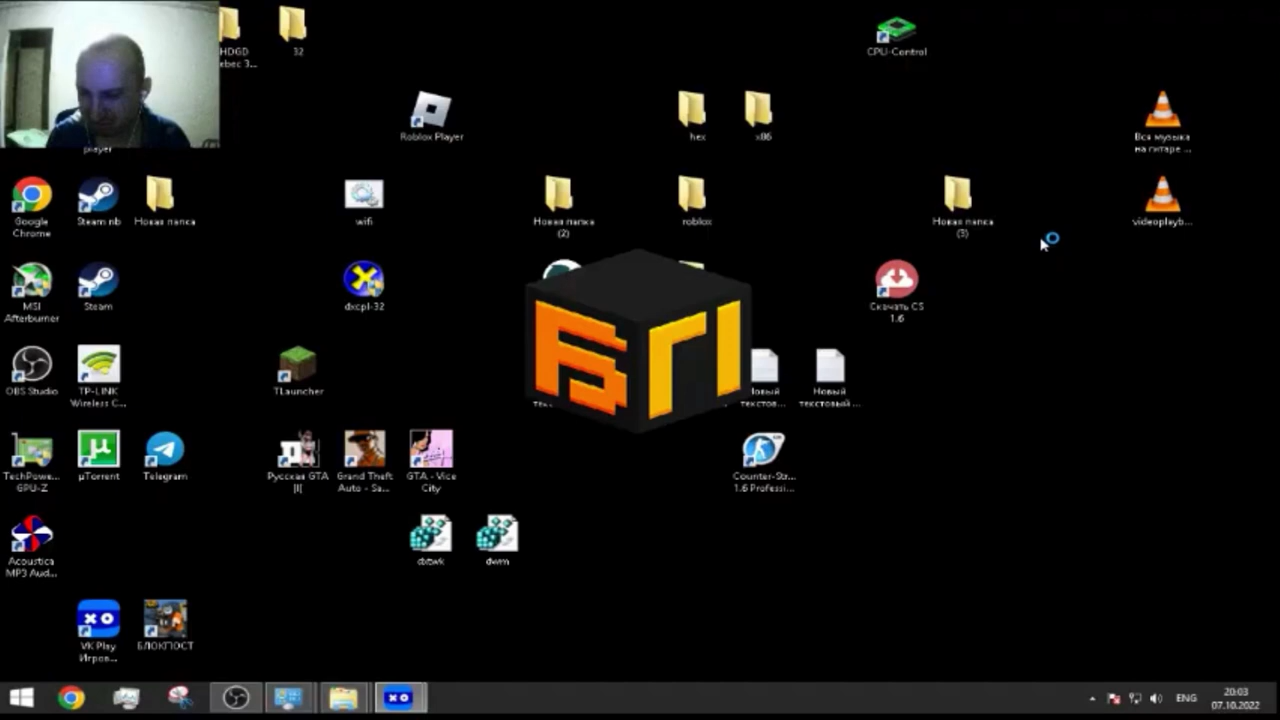 HDGD
ebec 3...
32
CPU-Control
player
Roblox Player
hex
x86
Вся музыка
на гитаре ...
Google
Chrome
Steam nb
Новая папка
wifi
Новая папка
(2)
roblox
Новая папка
(3)
videoplayb...
MSI
Afterburner
Steam
dxcpl-32
Скачать CS
1.6
БП
OBS Studio
TP-LINK
Wireless C...
TLauncher
текс
Новый
текстов...
Новый
текстовый ...
TechPowe...
GPU-Z
µTorrent
Telegram
Русская GTA
Grand Theft
Auto - Sa...
GTA - Vice
City
Counter-Str...
1.6 Professi...
Acoustica
MP3 Aud...
dxtwk
dwm
VK Play
Игров...
БЛОКПОСТ
ENG
20:03
07.10.2022